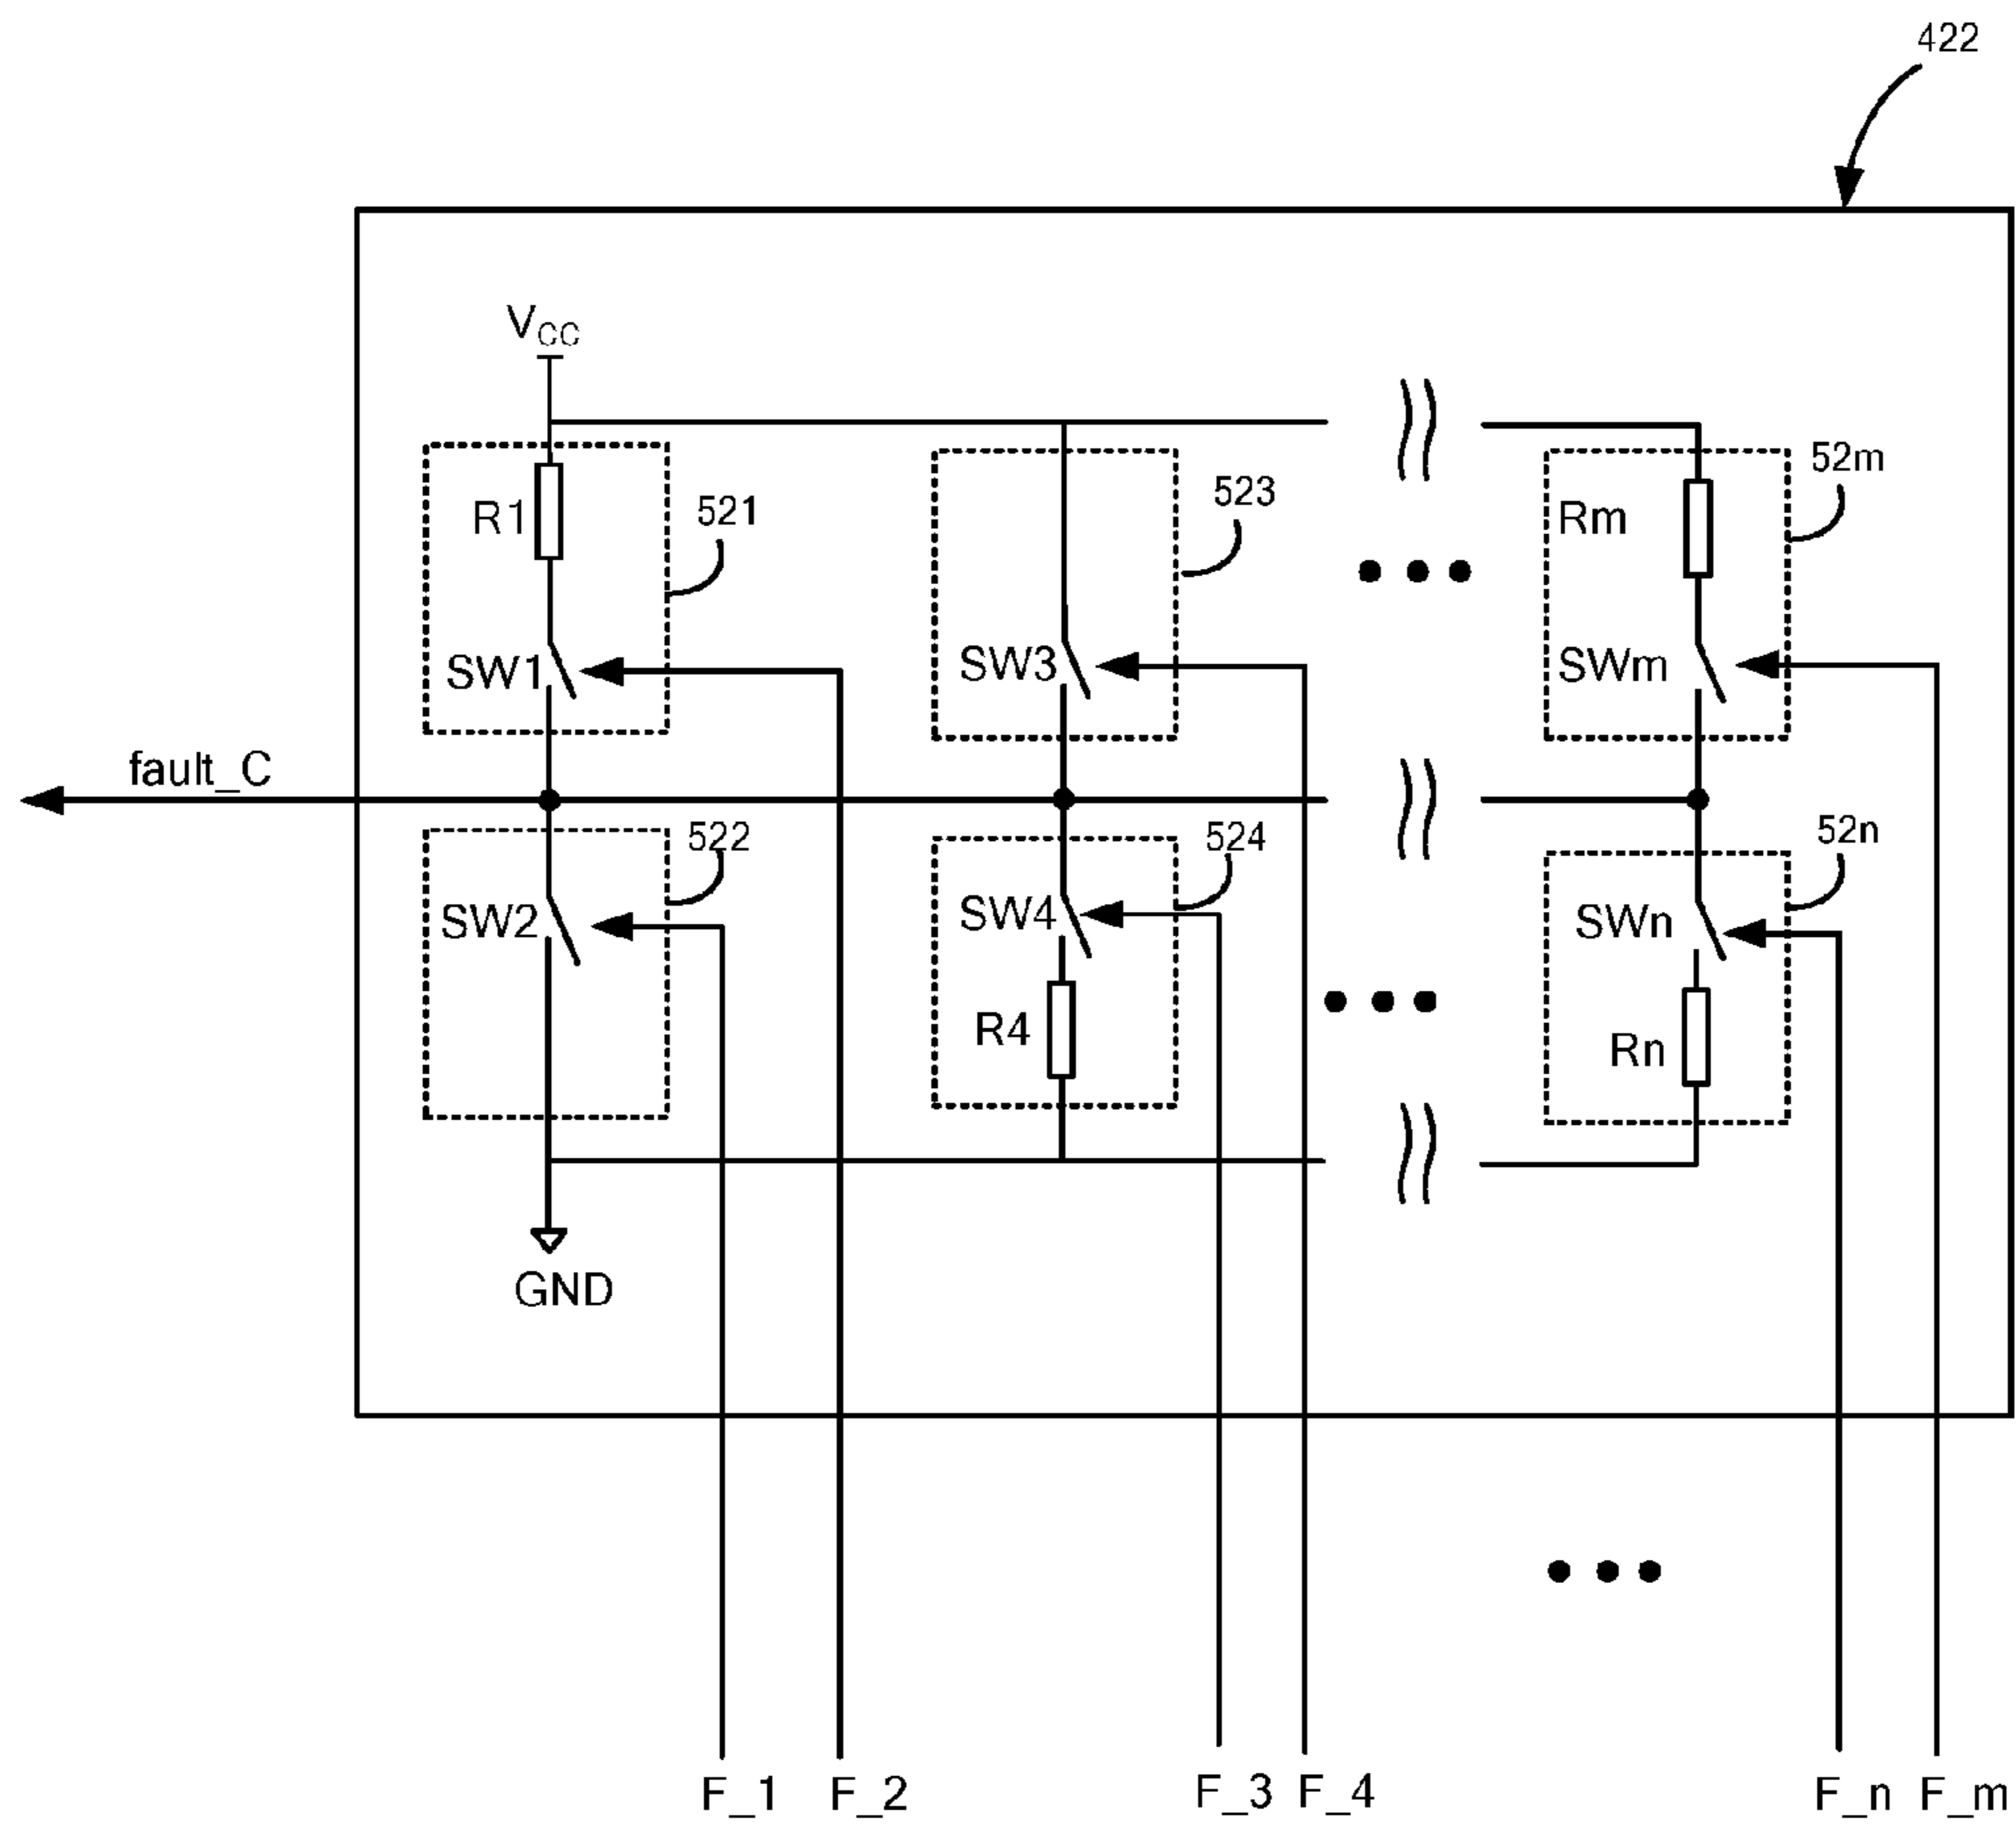 422
VCC
R1
521
523
Rm
52m
SW1
SW3
SWm
fault_C
522
524
52n
SW2
SW4
SWn
R4
Rn
GND
F_1 F_2 F_3 F_4 F_n F_m